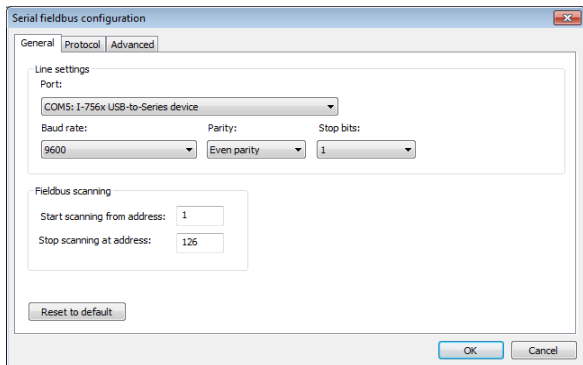 Serial fieldbus configuration
General Protocol Advanced
Line settings
Port:
COM5: I-756x USB-to-Series device
Baud rate: Parity: Stop bits:
9600 Even parity 1
Fieldbus scanning
Start scanning from address: 1
Stop scanning at address: 126
Reset to default
OK Cancel